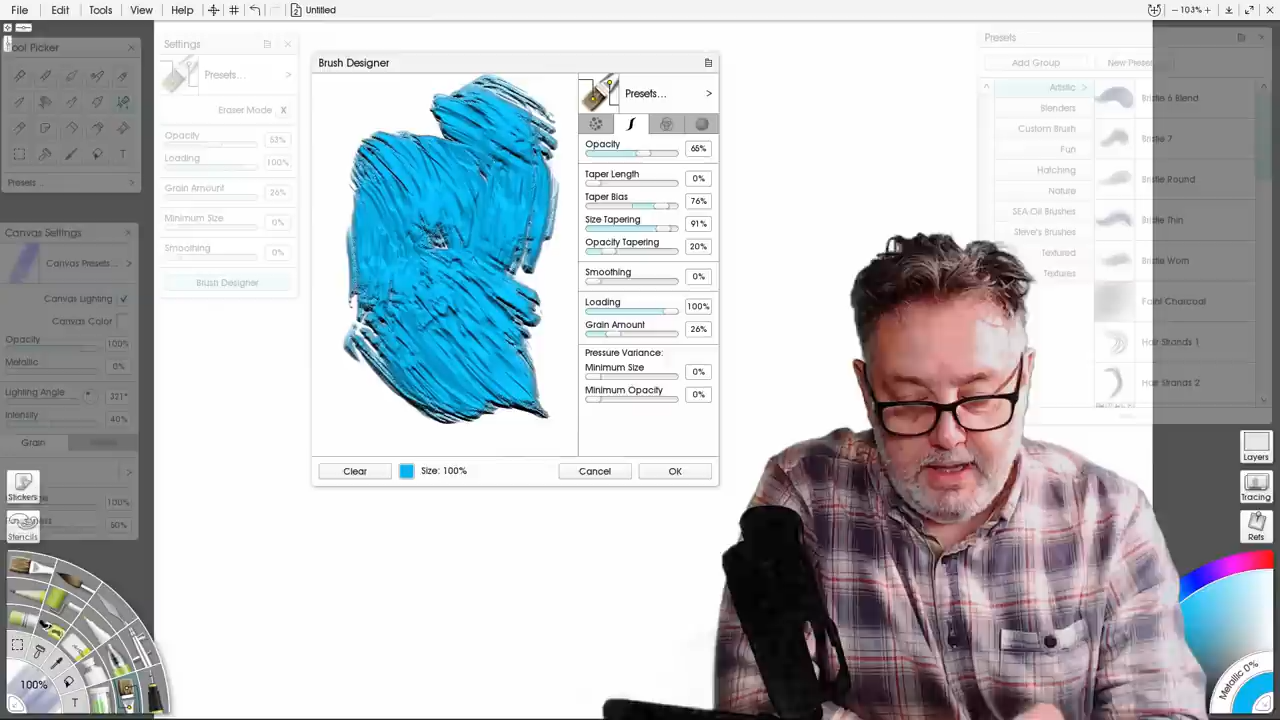 File Edit Tools View Help Untitled 103%
Tool Picker
Presets ...
Canvas Settings
Canvas Presets...
Canvas Lighting
Canvas Color
Opacity 100%
Metallic 0%
Lighting Angle 321°
Intensity 40%
Grain
100%
Stickers
50%
Stencils
100%
T
Settings
Presets...
Eraser Mode X
Opacity 53%
Loading 100%
Grain Amount 26%
Minimum Size 0%
Smoothing 0%
Brush Designer
Brush Designer
Presets...
Opacity 65%
Taper Length 0%
Taper Bias 76%
Size Tapering 91%
Opacity Tapering 20%
Smoothing 0%
Loading 100%
Grain Amount 26%
Pressure Variance:
Minimum Size 0%
Minimum Opacity 0%
Clear Size: 100% Cancel OK
Presets
Add Group New Preset
Artistic
Blenders
Custom Brush
Fun
Hatching
Nature
SEA Oil Brushes
Steve's Brushes
Textured
Textures
Bristle 6 Blend
Bristle 7
Bristle Round
Bristle Thin
Bristle Worn
Faint Charcoal
Hair Strands 1
Hair Strands 2
Layers
Tracing
Refs
Metallic 0%